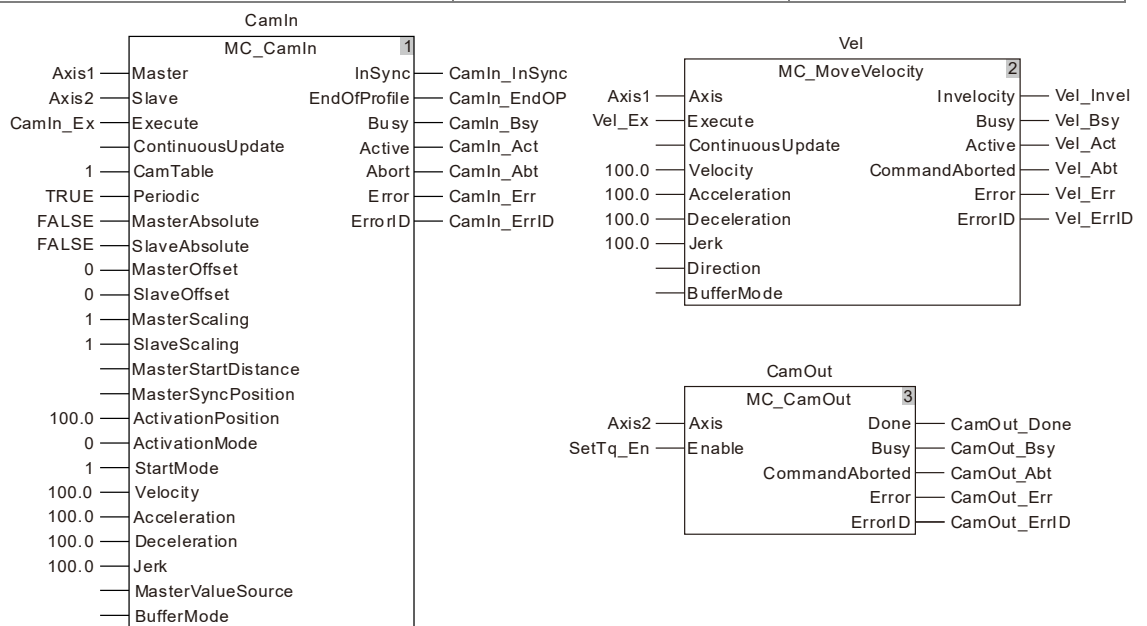 CamIn
MC_CamIn 1
Axis1 Master InSync CamIn_InSync
Axis2 Slave EndOfProfile CamIn_EndOP
CamIn_Ex Execute Busy CamIn_Bsy
ContinuousUpdate Active CamIn_Act
1 CamTable Abort CamIn_Abt
TRUE Periodic Error CamIn_Err
FALSE MasterAbsolute ErrorID CamIn_ErrID
FALSE SlaveAbsolute
0 MasterOffset
0 SlaveOffset
1 MasterScaling
1 SlaveScaling
MasterStartDistance
MasterSyncPosition
100.0 ActivationPosition
0 ActivationMode
1 StartMode
100.0 Velocity
100.0 Acceleration
100.0 Deceleration
100.0 Jerk
MasterValueSource
BufferMode
Vel
MC_MoveVelocity 2
Axis1 Axis Invelocity Vel_Invel
Vel_Ex Execute Busy Vel_Bsy
ContinuousUpdate Active Vel_Act
100.0 Velocity CommandAborted Vel_Abt
100.0 Acceleration Error Vel_Err
100.0 Deceleration ErrorID Vel_ErrID
100.0 Jerk
Direction
BufferMode
CamOut
MC_CamOut 3
Axis2 Axis Done CamOut_Done
SetTq_En Enable Busy CamOut_Bsy
CommandAborted CamOut_Abt
Error CamOut_Err
ErrorID CamOut_ErrID